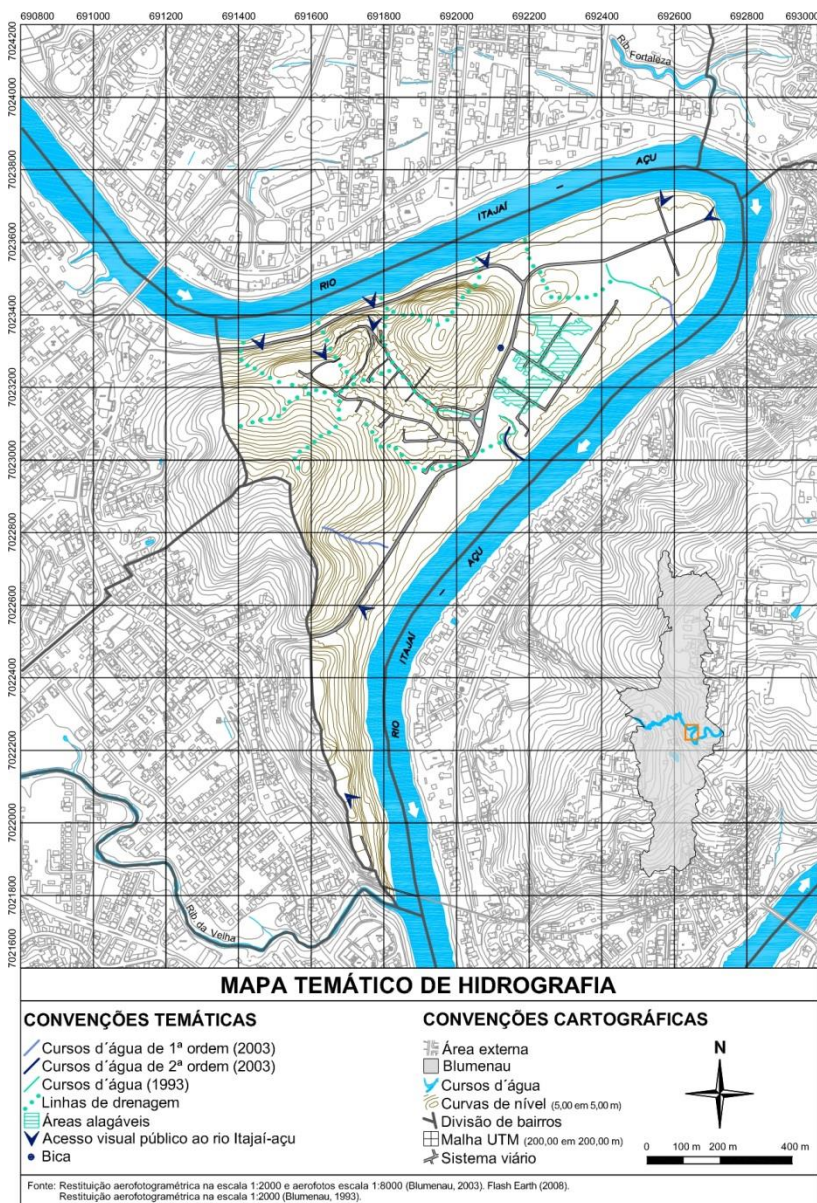 690800 691000 691200 691400 691600 691800 692000 692200 692400 692600 692800 693000
7024200
7024000
7023800
7023600
7023400
7023200
7023000
7022800
7022600
7022400
7022200
7022000
7021800
7021600
Rib. Fortaleza
RIO ITAJAÍ - AÇU
RIO ITAJAÍ - AÇU
Rib. da Velha
MAPA TEMÁTICO DE HIDROGRAFIA
CONVENÇÕES TEMÁTICAS
Cursos d´água de 1ª ordem (2003)
Cursos d´água de 2ª ordem (2003)
Cursos d´água (1993)
Linhas de drenagem
Áreas alagáveis
Acesso visual público ao rio Itajaí-açu
Bica
CONVENÇÕES CARTOGRÁFICAS
Área externa
Blumenau
Cursos d´água
Curvas de nível (5,00 em 5,00 m)
Divisão de bairros
Malha UTM (200,00 em 200,00 m)
Sistema viário
N
0 100 m 200 m 400 m
Fonte: Restituição aerofotogramétrica na escala 1:2000 e aerofotos escala 1:8000 (Blumenau, 2003). Flash Earth (2008).
Restituição aerofotogramétrica na escala 1:2000 (Blumenau, 1993).